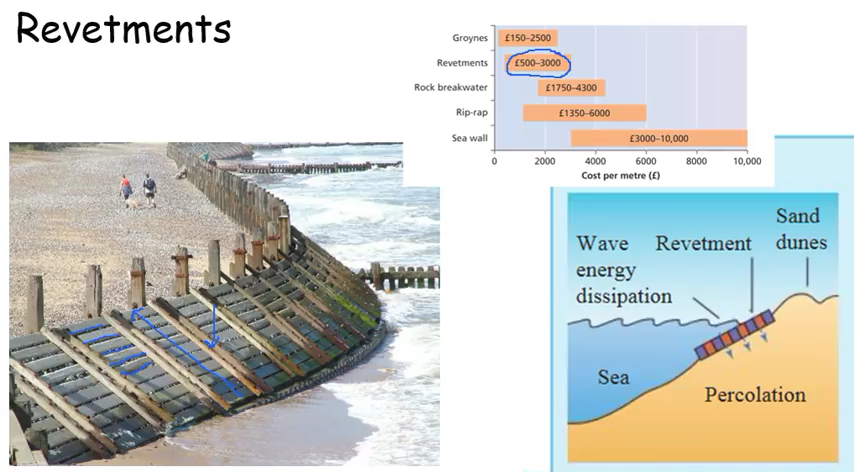 Revetments
Groynes £150–2500
Revetments £500–3000
Rock breakwater £1750–4300
Rip-rap £1350–6000
Sea wall £3000–10,000
0 2000 4000 6000 8000 10,000
Cost per metre (£)
Wave
energy
dissipation
Revetment
Sand
dunes
Sea
Percolation